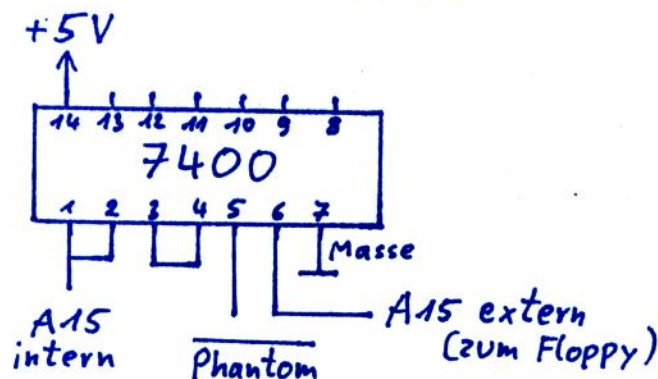 +5V
14 13 12 11 10 9 8
7400
1 2 3 4 5 6 7
Masse
A15 extern
(zum Floppy)
A15
intern
Phantom